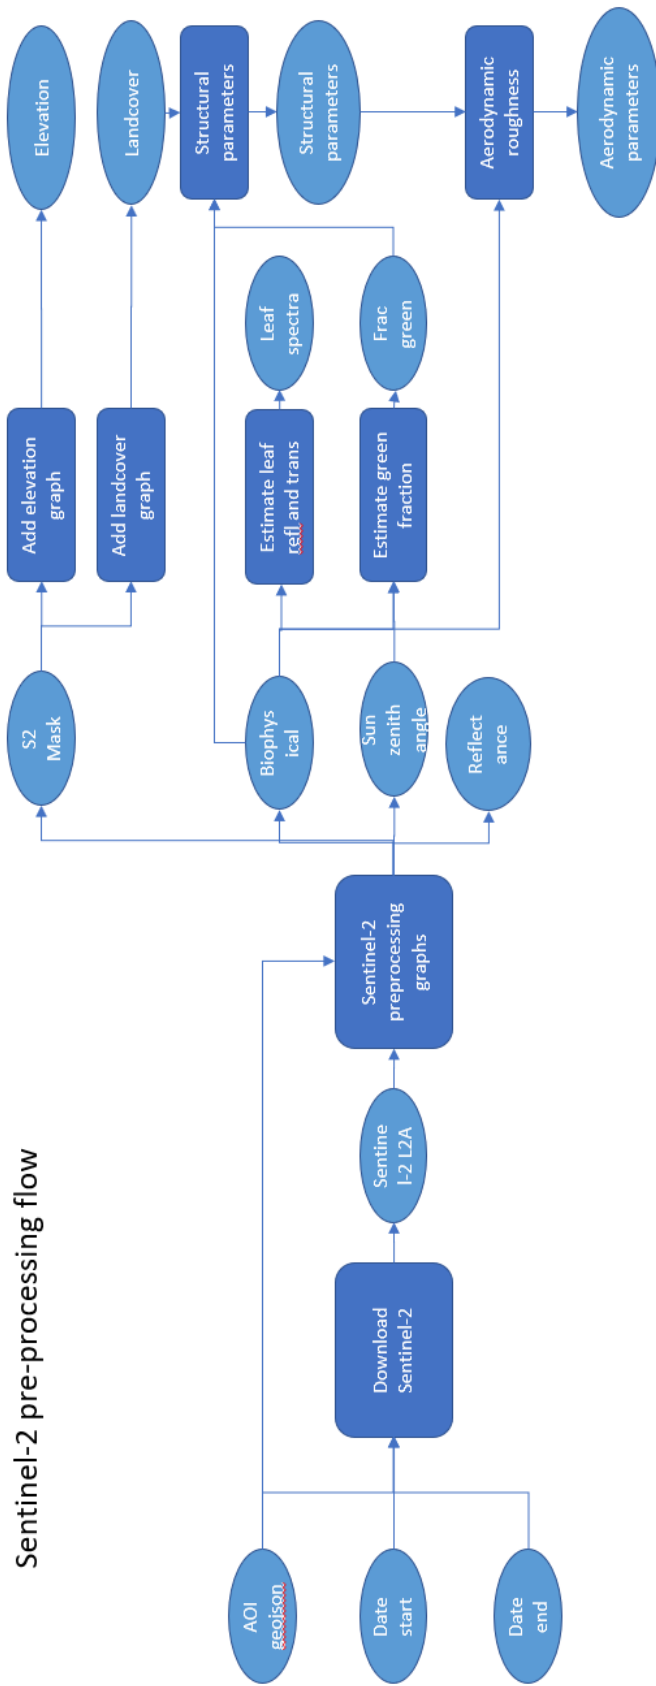 Sentinel-2 pre-processing flow
AOI
geojson
Date
start
Date
end
Download
Sentinel-2
Sentine
l-2 L2A
Sentinel-2
preprocessing
graphs
S2
Mask
Biophys
ical
Sun
zenith
angle
Reflect
ance
Add elevation
graph
Add landcover
graph
Estimate leaf
refl and trans
Estimate green
fraction
Leaf
spectra
Frac
green
Elevation
Landcover
Structural
parameters
Structural
parameters
Aerodynamic
roughness
Aerodynamic
parameters